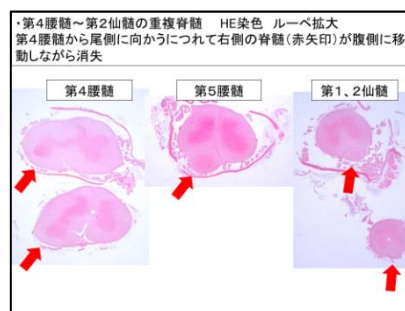 ・第4腰髄～第2仙髄の重複脊髄　HE染色　ルーペ拡大
第4腰髄から尾側に向かうにつれて右側の脊髄(赤矢印)が腹側に移
動しながら消失
第4腰髄
第5腰髄
第1、2仙髄